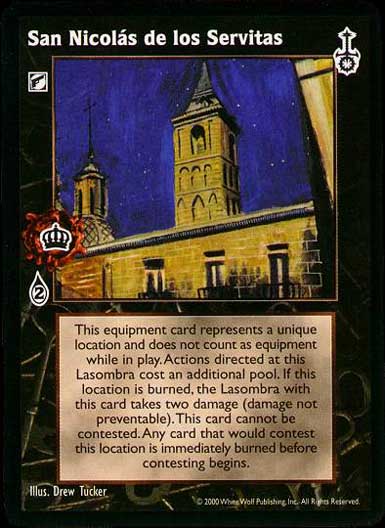 San Nicolás de los Servitas
2
This equipment card represents a unique
location and does not count as equipment
while in play. Actions directed at this
Lasombra cost an additional pool. If this
location is burned, the Lasombra with
this card takes two damage (damage not
preventable). This card cannot be
contested. Any card that would contest
this location is immediately burned before
contesting begins.
Illus. Drew Tucker
© 2000 White Wolf Publishing, Inc. All Rights Reserved.